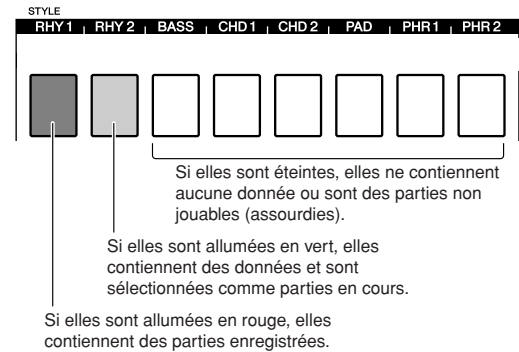 STYLE
RHY 1 RHY 2 BASS CHD 1 CHD 2 PAD PHR 1 PHR 2
Si elles sont éteintes, elles ne contiennent
aucune donnée ou sont des parties non
jouables (assourdies).
Si elles sont allumées en vert, elles
contiennent des données et sont
sélectionnées comme parties en cours.
Si elles sont allumées en rouge, elles
contiennent des parties enregistrées.